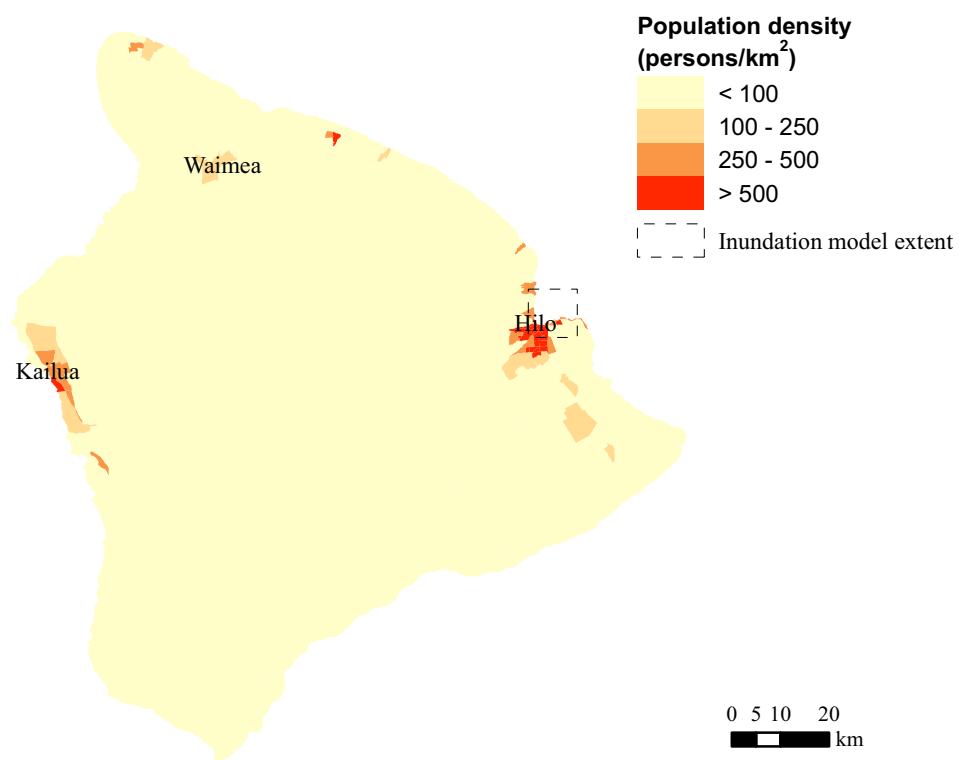 Population density
(persons/km²)
< 100
100 - 250
250 - 500
> 500
Inundation model extent
Waimea
Hilo
Kailua
0 5 10 20
km